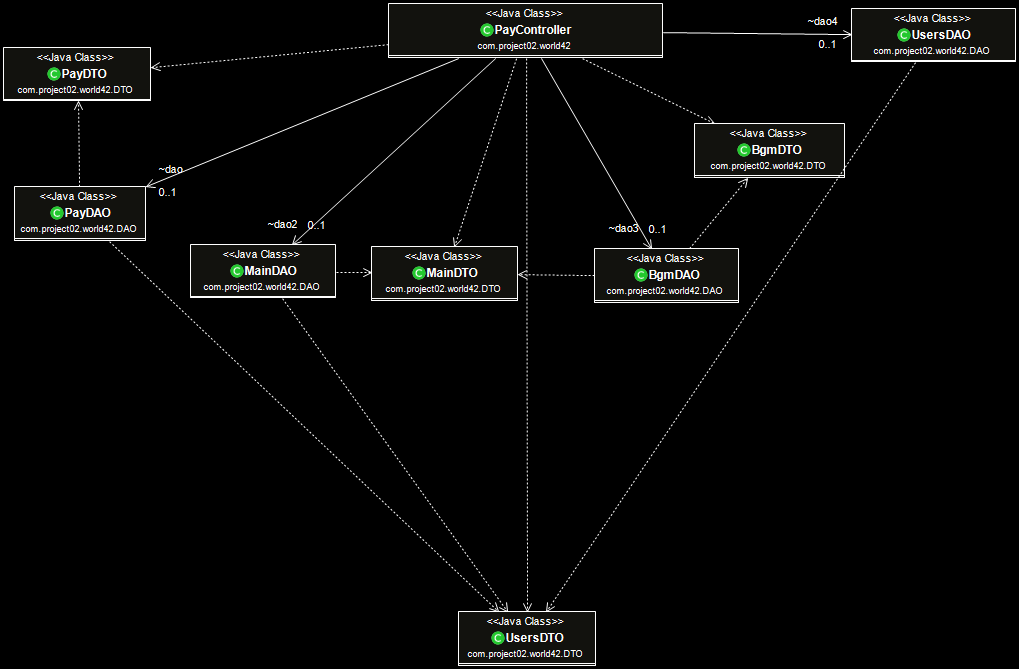 <<Java Class>>
PayController
com.project02.world42
~dao4
0..1
<<Java Class>>
UsersDAO
com.project02.world42.DAO
<<Java Class>>
PayDTO
com.project02.world42.DTO
<<Java Class>>
BgmDTO
com.project02.world42.DTO
~dao
0..1
<<Java Class>>
PayDAO
com.project02.world42.DAO
~dao2
0..1
~dao3
0..1
<<Java Class>>
MainDAO
com.project02.world42.DAO
<<Java Class>>
MainDTO
com.project02.world42.DTO
<<Java Class>>
BgmDAO
com.project02.world42.DAO
<<Java Class>>
UsersDTO
com.project02.world42.DTO